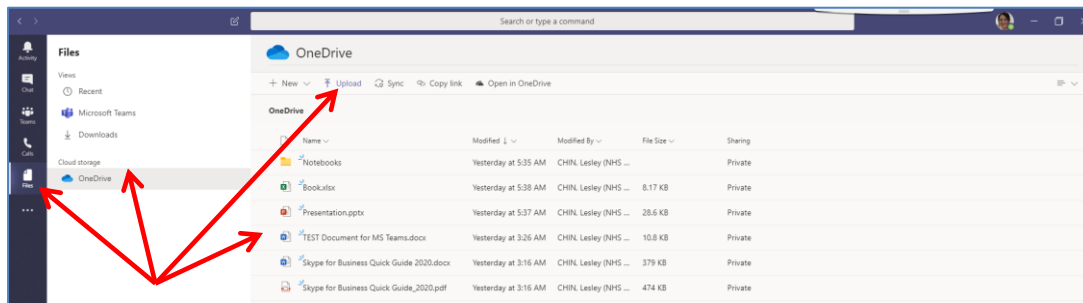 Search or type a command
Activity
Chat
Teams
Calls
Files
Files
Views
Recent
Microsoft Teams
Downloads
Cloud storage
OneDrive
OneDrive
+ New Upload Sync Copy link Open in OneDrive
OneDrive
Name Modified Modified By File Size Sharing
Notebooks Yesterday at 5:35 AM CHIN, Lesley (NHS ... Private
Book.xlsx Yesterday at 5:38 AM CHIN, Lesley (NHS ... 8.17 KB Private
Presentation.pptx Yesterday at 5:37 AM CHIN, Lesley (NHS ... 28.6 KB Private
TEST Document for MS Teams.docx Yesterday at 3:26 AM CHIN, Lesley (NHS ... 10.8 KB Private
Skype for Business Quick Guide 2020.docx Yesterday at 3:16 AM CHIN, Lesley (NHS ... 379 KB Private
Skype for Business Quick Guide_2020.pdf Yesterday at 3:16 AM CHIN, Lesley (NHS ... 474 KB Private